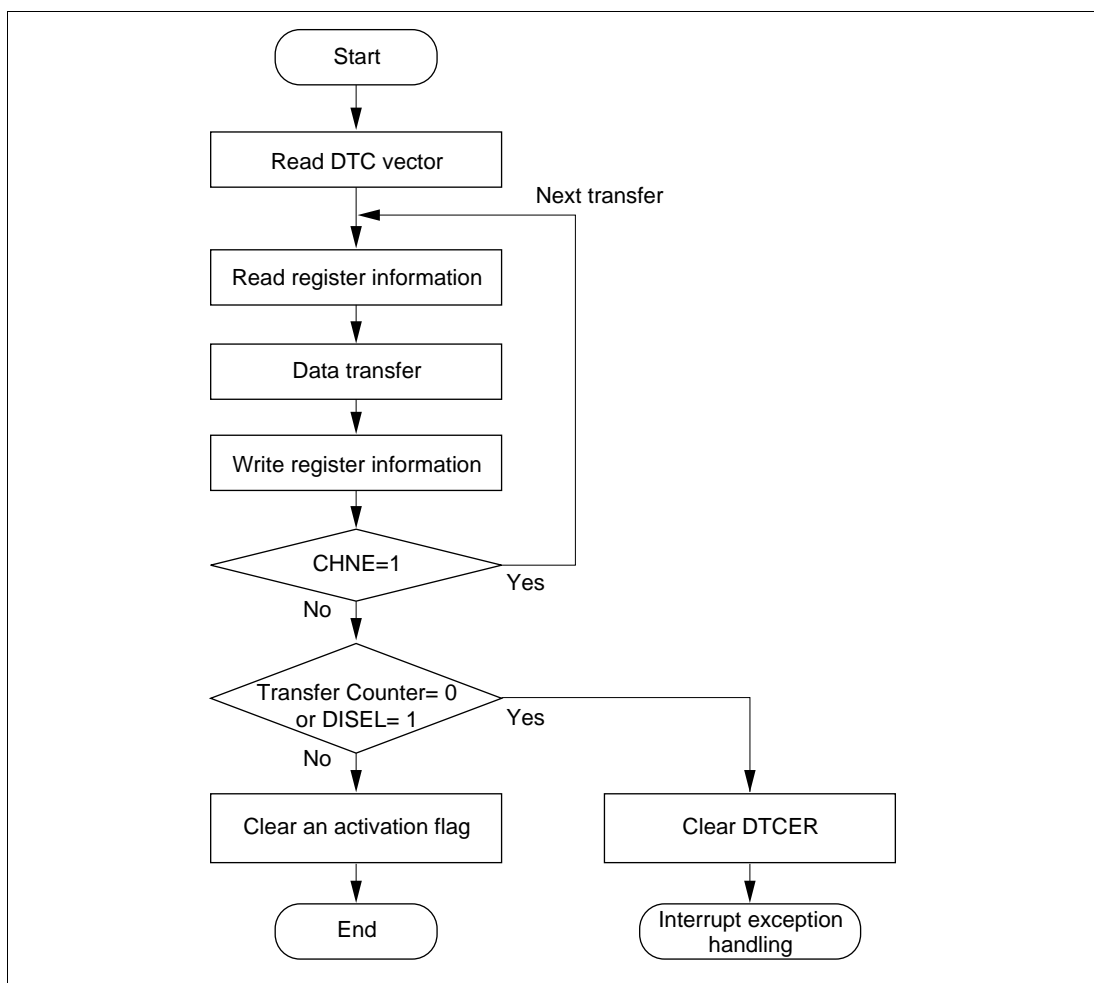 Start
Read DTC vector
Next transfer
Read register information
Data transfer
Write register information
CHNE=1
Yes
No
Transfer Counter= 0
or DISEL= 1
Yes
No
Clear an activation flag
Clear DTCER
End
Interrupt exception
handling